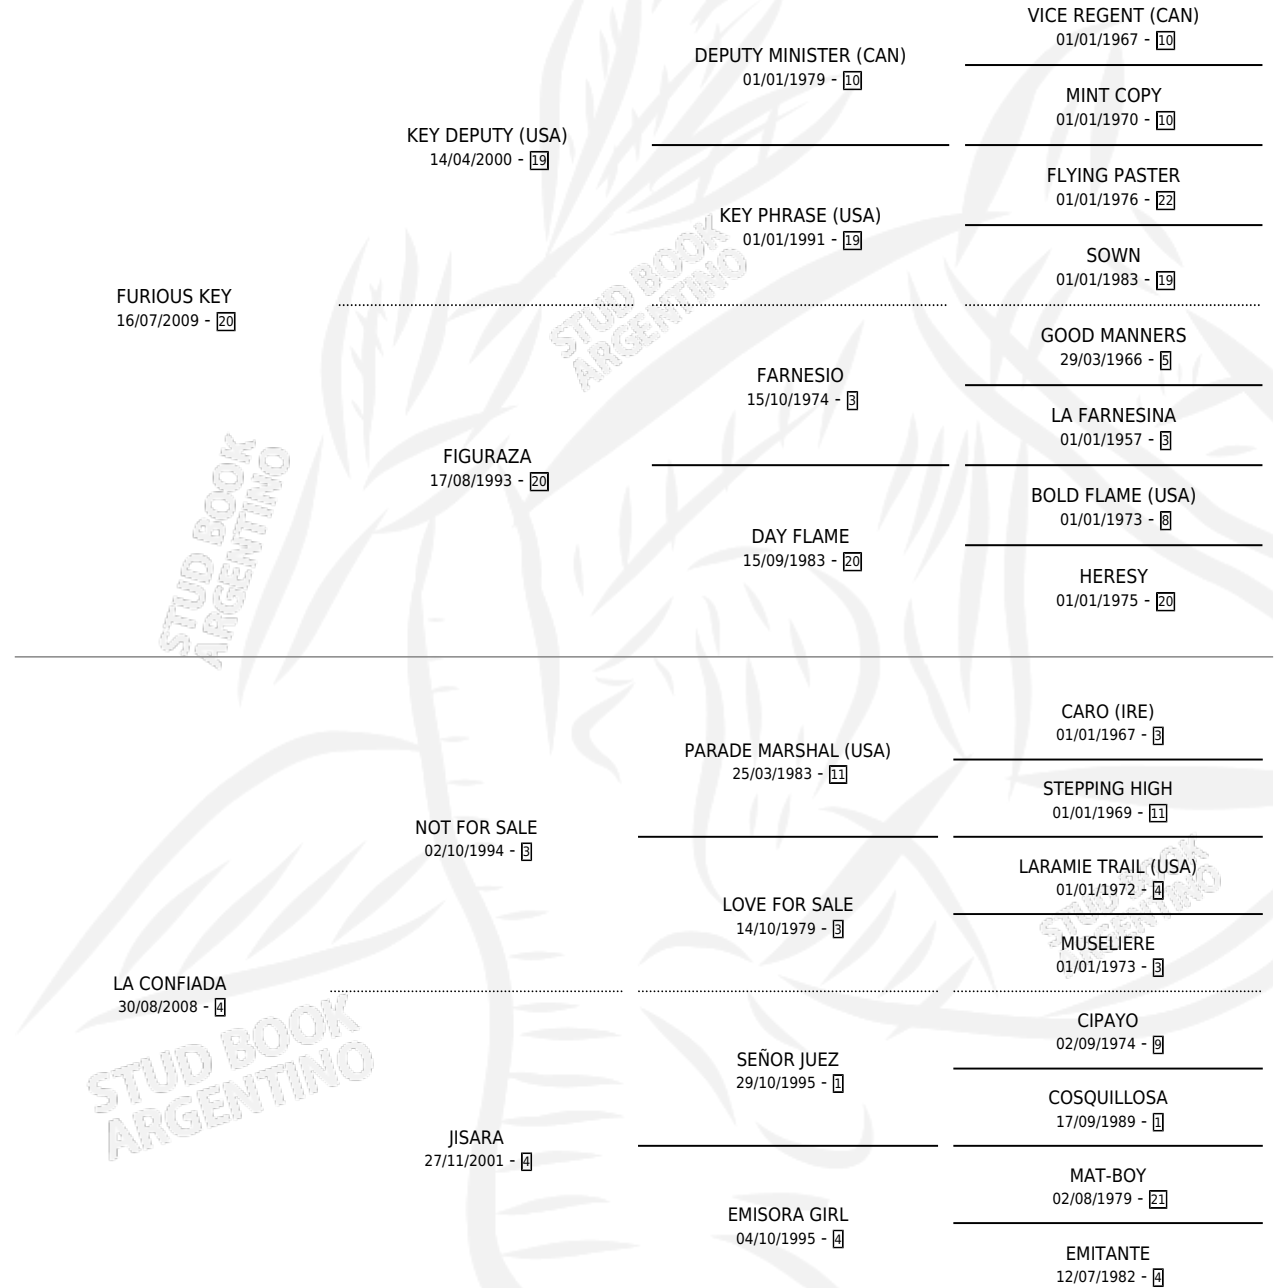 VICE REGENT (CAN)
01/01/1967 - 10
DEPUTY MINISTER (CAN)
01/01/1979 - 10
MINT COPY
01/01/1970 - 10
KEY DEPUTY (USA)
14/04/2000 - 19
FLYING PASTER
01/01/1976 - 22
KEY PHRASE (USA)
01/01/1991 - 19
SOWN
01/01/1983 - 19
FURIOUS KEY
16/07/2009 - 20
GOOD MANNERS
29/03/1966 - 5
FARNESIO
15/10/1974 - 3
LA FARNESINA
01/01/1957 - 3
FIGURAZA
17/08/1993 - 20
BOLD FLAME (USA)
01/01/1973 - 8
DAY FLAME
15/09/1983 - 20
HERESY
01/01/1975 - 20
CARO (IRE)
01/01/1967 - 3
PARADE MARSHAL (USA)
25/03/1983 - 11
STEPPING HIGH
01/01/1969 - 11
NOT FOR SALE
02/10/1994 - 3
LARAMIE TRAIL (USA)
01/01/1972 - 4
LOVE FOR SALE
14/10/1979 - 3
MUSELIERE
01/01/1973 - 3
LA CONFIADA
30/08/2008 - 4
CIPAYO
02/09/1974 - 9
SEÑOR JUEZ
29/10/1995 - 1
COSQUILLOSA
17/09/1989 - 1
JISARA
27/11/2001 - 4
MAT-BOY
02/08/1979 - 21
EMISORA GIRL
04/10/1995 - 4
EMITANTE
12/07/1982 - 4
STUD BOOK
ARGENTINO
STUD BOOK
ARGENTINO
STUD BOOK
ARGENTINO
STUD BOOK
ARGENTINO